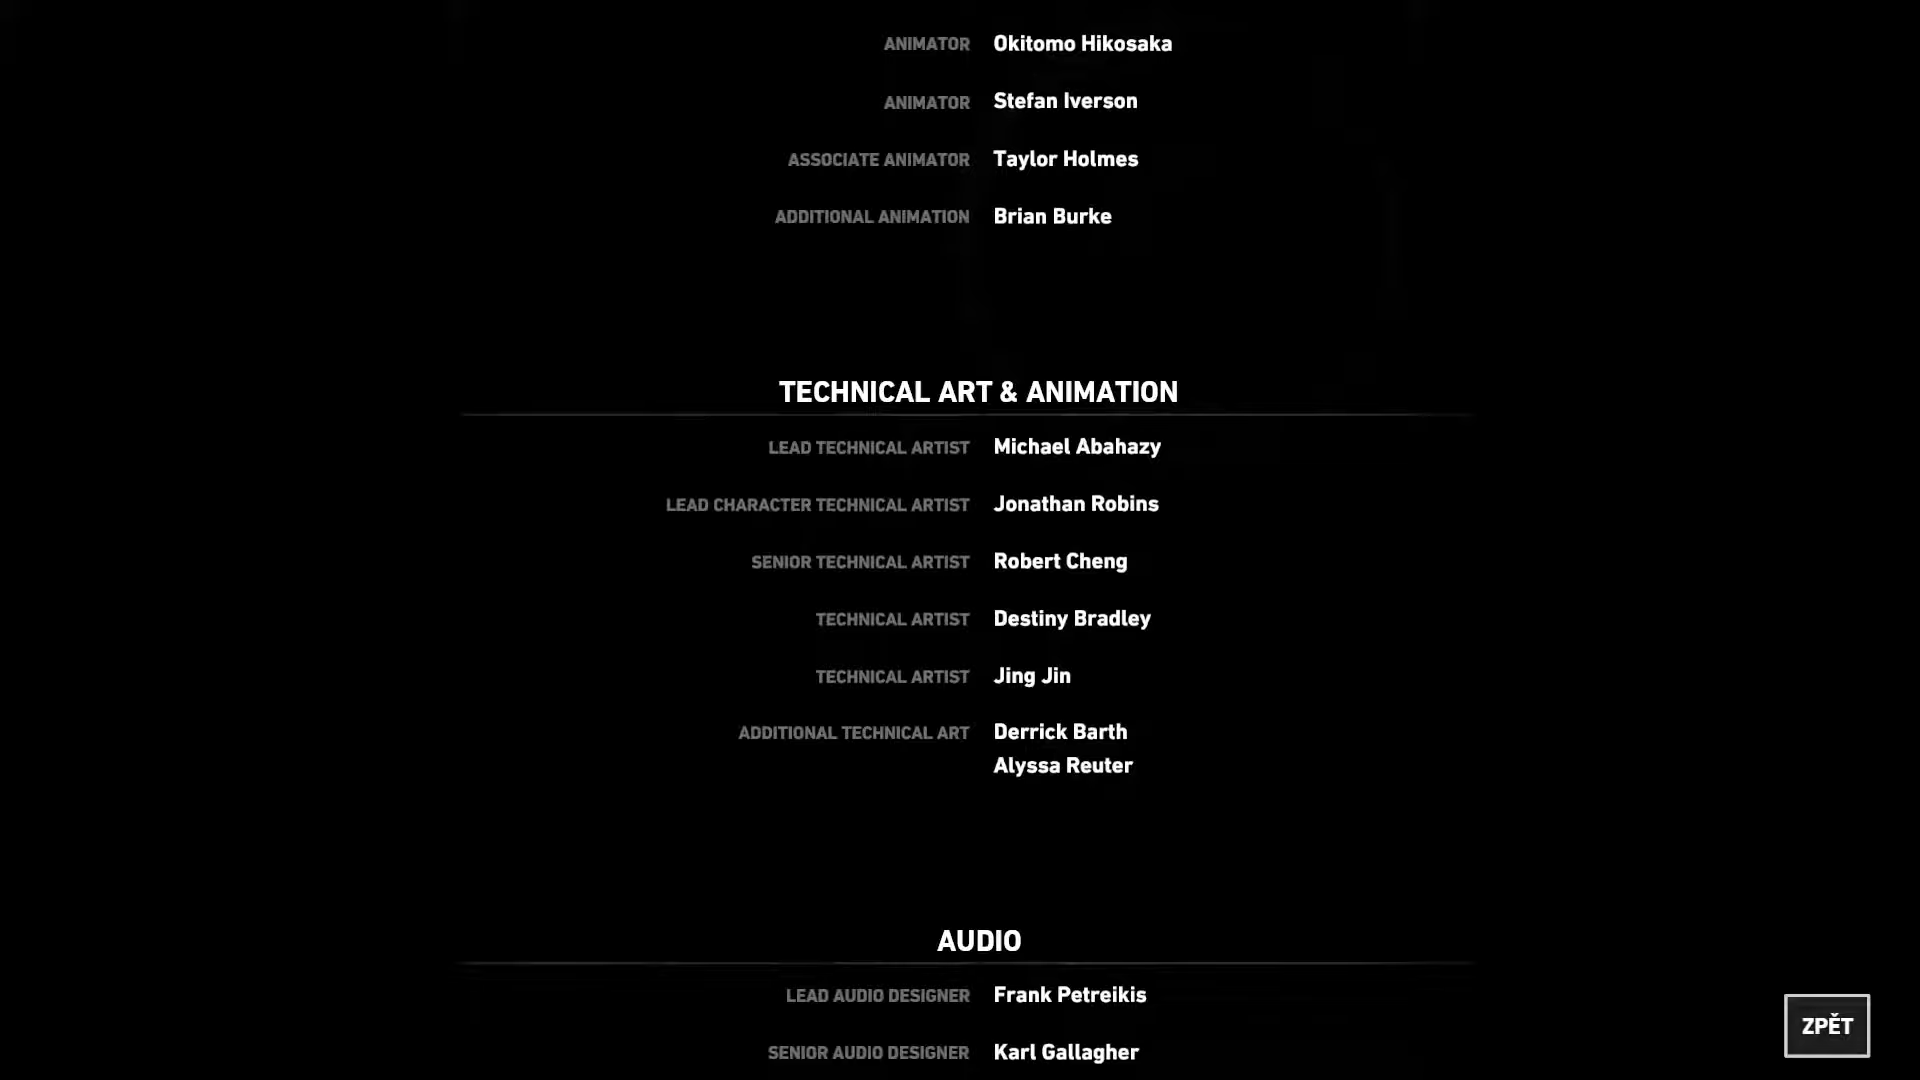 ANIMATOR Okitomo Hikosaka
ANIMATOR Stefan Iverson
ASSOCIATE ANIMATOR Taylor Holmes
ADDITIONAL ANIMATION Brian Burke
TECHNICAL ART & ANIMATION
LEAD TECHNICAL ARTIST Michael Abahazy
LEAD CHARACTER TECHNICAL ARTIST Jonathan Robins
SENIOR TECHNICAL ARTIST Robert Cheng
TECHNICAL ARTIST Destiny Bradley
TECHNICAL ARTIST Jing Jin
ADDITIONAL TECHNICAL ART Derrick Barth
Alyssa Reuter
AUDIO
LEAD AUDIO DESIGNER Frank Petreikis
SENIOR AUDIO DESIGNER Karl Gallagher
ZPĚT